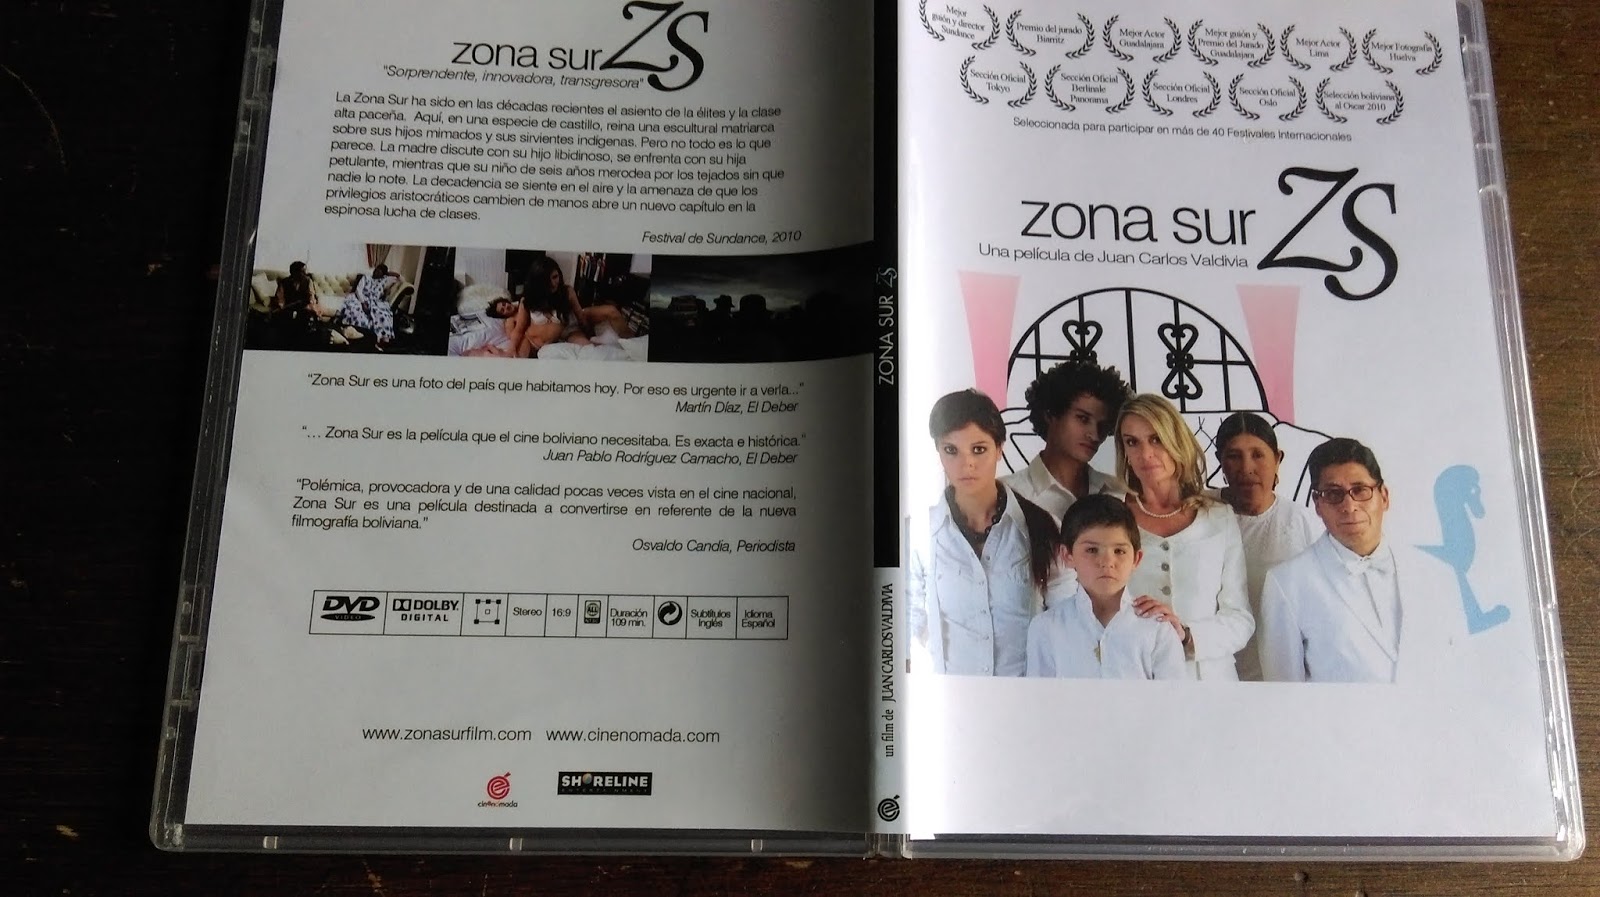 zona sur ZS
"Sorprendente, innovadora, transgresora"
La Zona Sur ha sido en las décadas recientes el asiento de la élites y la clase
alta paceña. Aquí, en una especie de castillo, reina una escultural matriarca
sobre sus hijos mimados y sus sirvientes indígenas. Pero no todo es lo que
parece. La madre discute con su hijo libidinoso, se enfrenta con su hija
petulante, mientras que su niño de seis años merodea por los tejados sin que
nadie lo note. La decadencia se siente en el aire y la amenaza de que los
privilegios aristocráticos cambien de manos abre un nuevo capítulo en la
espinosa lucha de clases.
Festival de Sundance, 2010
"Zona Sur es una foto del país que habitamos hoy. Por eso es urgente ir a verla..."
Martín Díaz, El Deber
"... Zona Sur es la película que el cine boliviano necesitaba. Es exacta e histórica."
Juan Pablo Rodríguez Camacho, El Deber
"Polémica, provocadora y de una calidad pocas veces vista en el cine nacional,
Zona Sur es una película destinada a convertirse en referente de la nueva
filmografía boliviana."
Osvaldo Candia, Periodista
DVD
VIDEO
DOLBY
DIGITAL
Stereo
16:9
ALL
Duración
109 min.
Subtítulos
Inglés
Idioma
Español
www.zonasurfilm.com www.cinenomada.com
cinenómada
SHORELINE
ENTERTAINMENT
ZONA SUR ZS
un film de JUAN CARLOS VALDIVIA
Mejor
guión y director
Sundance
Premio del jurado
Biarritz
Mejor Actor
Guadalajara
Mejor guión y
Premio del Jurado
Guadalajara
Mejor Actor
Lima
Mejor Fotografía
Huelva
Sección Oficial
Tokyo
Sección Oficial
Berlinale
Panorama
Sección Oficial
Londres
Sección Oficial
Oslo
Selección boliviana
al Oscar 2010
Seleccionada para participar en más de 40 Festivales Internacionales
zona sur ZS
Una película de Juan Carlos Valdivia